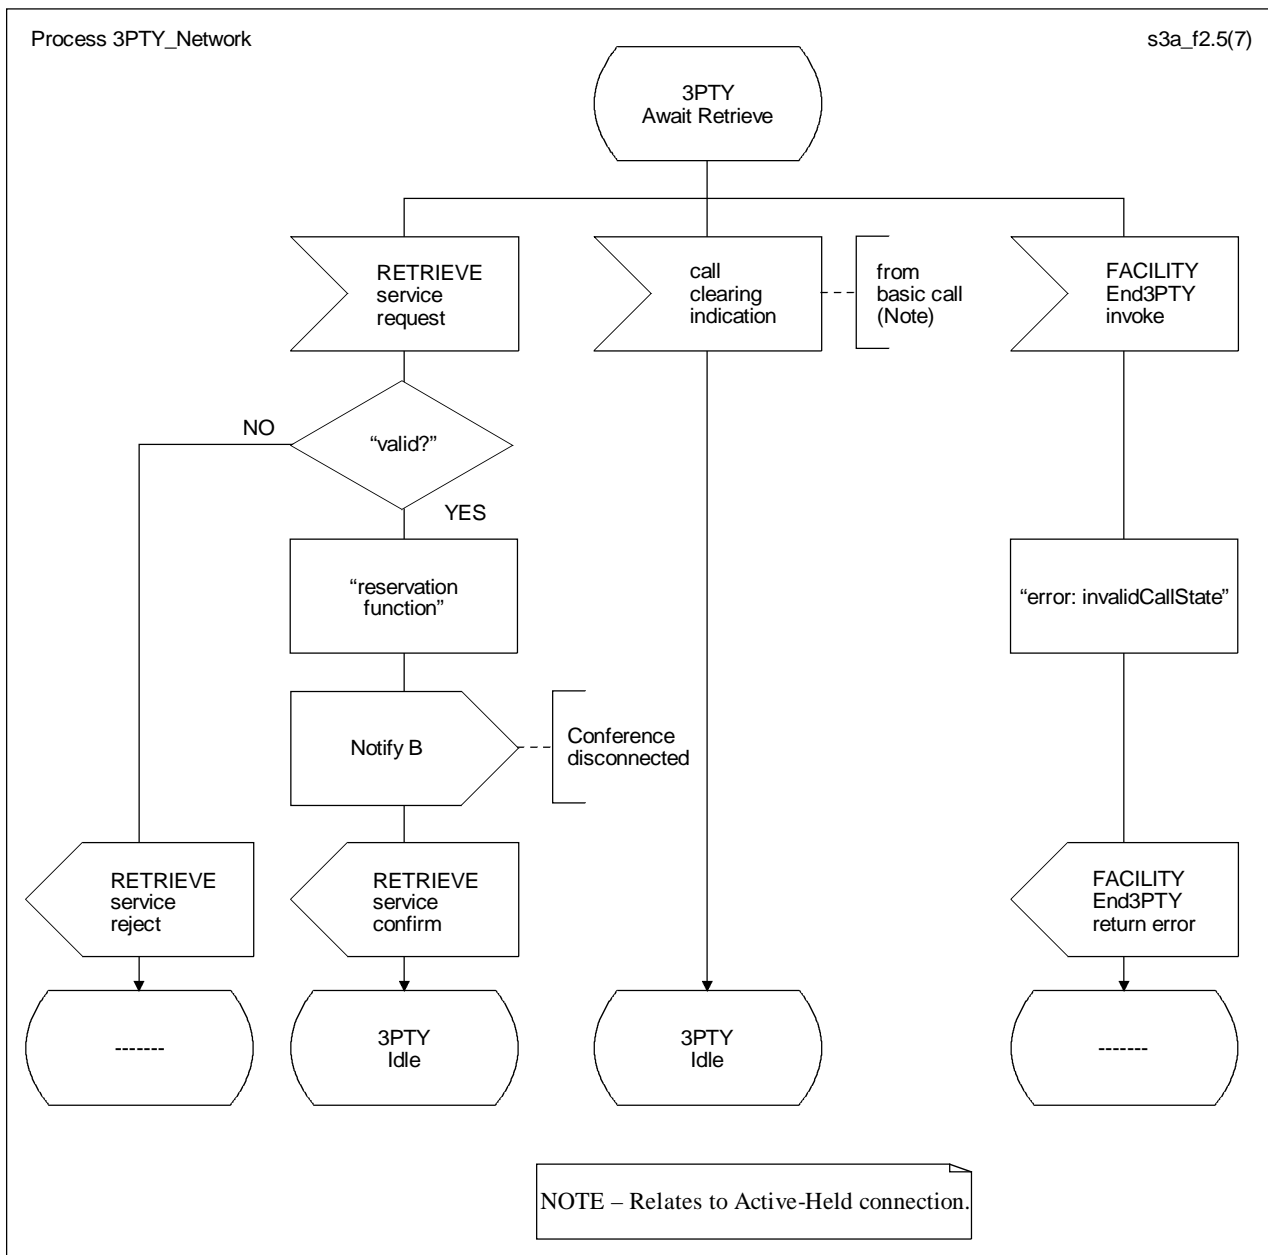 Process 3PTY_Network
s3a_f2.5(7)
3PTY
Await Retrieve
RETRIEVE
service
request
call
clearing
indication
from
basic call
(Note)
FACILITY
End3PTY
invoke
NO
“valid?”
YES
“reservation
function”
“error: invalidCallState”
Notify B
Conference
disconnected
RETRIEVE
service
reject
RETRIEVE
service
confirm
FACILITY
End3PTY
return error
-------
3PTY
Idle
3PTY
Idle
-------
NOTE – Relates to Active-Held connection.